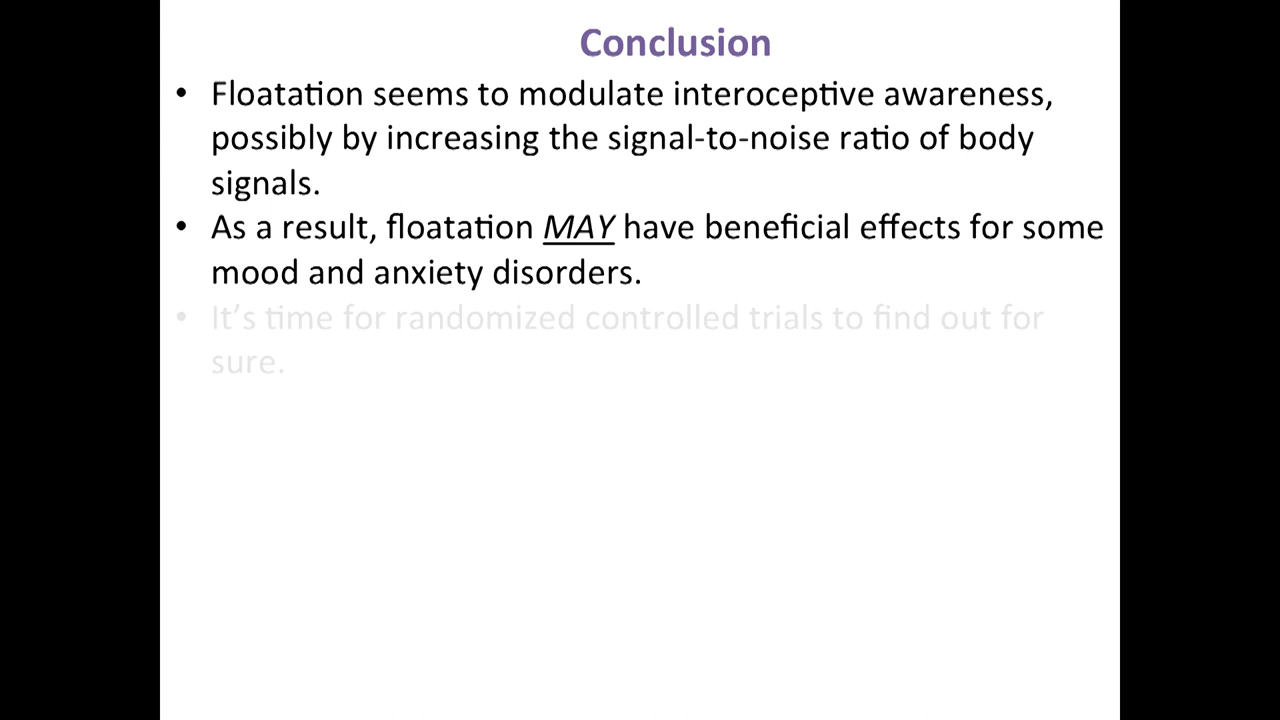 Conclusion
• Floatation seems to modulate interoceptive awareness,
possibly by increasing the signal-to-noise ratio of body
signals.
• As a result, floatation MAY have beneficial effects for some
mood and anxiety disorders.
• It’s time for randomized controlled trials to find out for
sure.